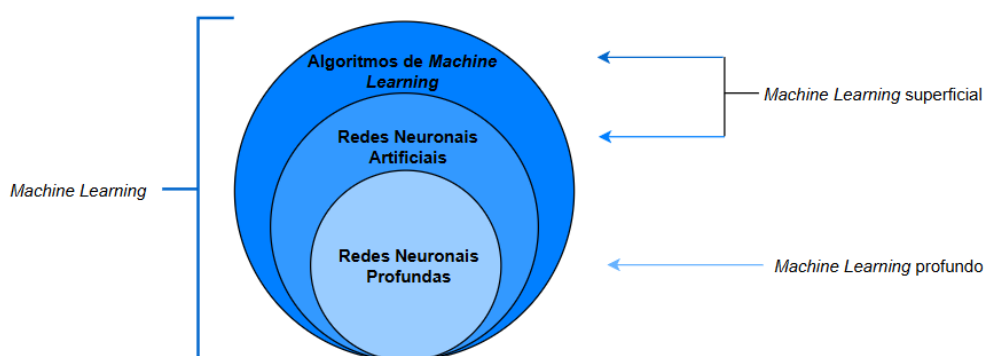 Algoritmos de Machine
Learning
Machine Learning superficial
Redes Neuronais
Artificiais
Machine Learning
Redes Neuronais
Profundas
Machine Learning profundo